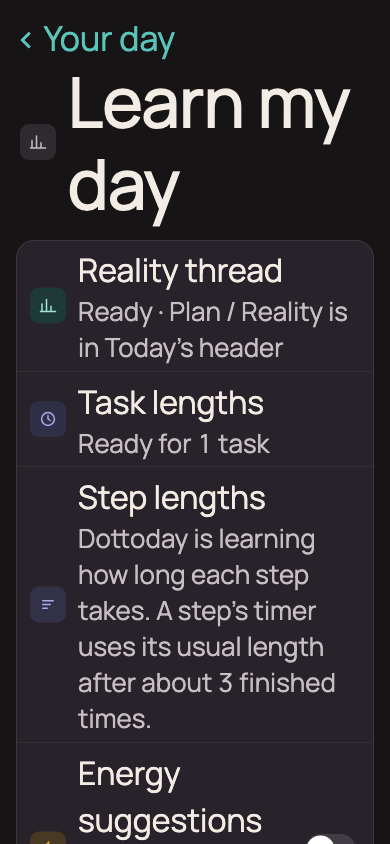 Your day
Learn my
day
Reality thread
Ready · Plan / Reality is
in Today's header
Task lengths
Ready for 1 task
Step lengths
Dottoday is learning
how long each step
takes. A step's timer
uses its usual length
after about 3 finished
times.
Energy
suggestions